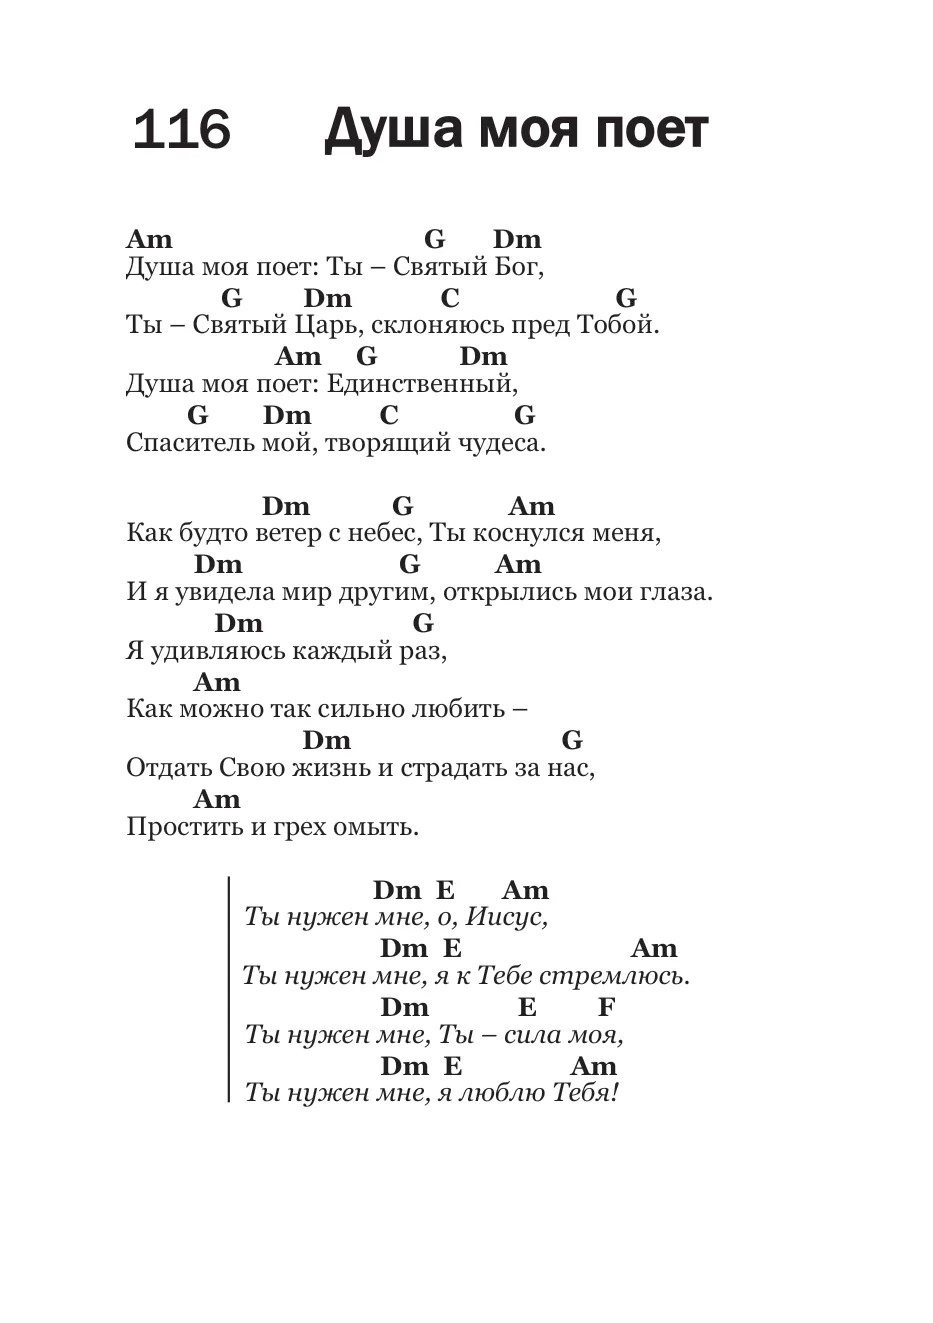 116 Душа моя поет
Am G Dm
Душа моя поет: Ты – Святый Бог,
G Dm C G
Ты – Святый Царь, склоняюсь пред Тобой.
Am G Dm
Душа моя поет: Единственный,
G Dm C G
Спаситель мой, творящий чудеса.
Dm G Am
Как будто ветер с небес, Ты коснулся меня,
Dm G Am
И я увидела мир другим, открылись мои глаза.
Dm G
Я удивляюсь каждый раз,
Am
Как можно так сильно любить –
Dm G
Отдать Свою жизнь и страдать за нас,
Am
Простить и грех омыть.
Dm E Am
Ты нужен мне, о, Иисус,
Dm E Am
Ты нужен мне, я к Тебе стремлюсь.
Dm E F
Ты нужен мне, Ты – сила моя,
Dm E Am
Ты нужен мне, я люблю Тебя!